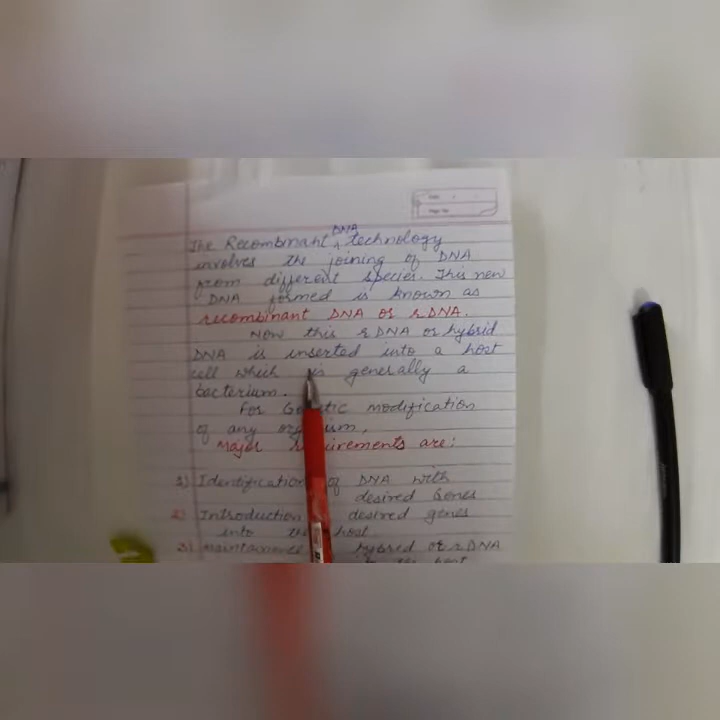 The Recombinant DNA technology
involves the joining of DNA
from different species. This new
DNA formed is known as
recombinant DNA or rDNA.
Now this rDNA or hybrid
DNA is inserted into a host
cell which is generally a
bacterium.
For Genetic modification
of any organism.
Major requirements are:
1) Identification of DNA with
desired Genes
2) Introduction desired genes
into the host.
3) hybrid or rDNA
in the host